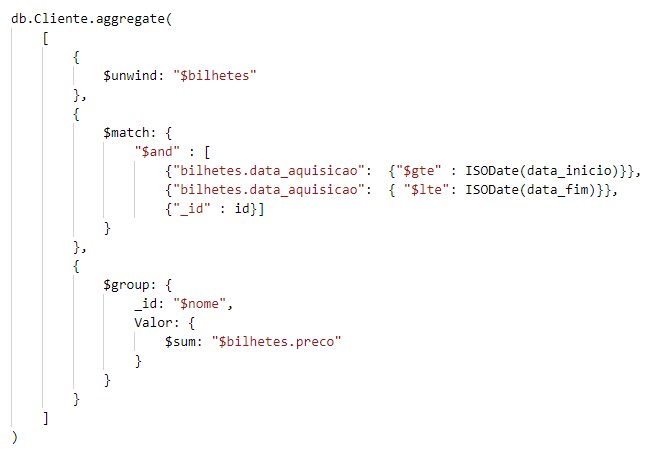 db.Cliente.aggregate(
    [
        {
            $unwind: "$bilhetes"
        },
        {
            $match: {
                "$and" : [
                    {"bilhetes.data_aquisicao":  {"$gte" : ISODate(data_inicio)}},
                    {"bilhetes.data_aquisicao":  { "$lte": ISODate(data_fim)}},
                    {"_id" : id}]
            }
        },
        {
            $group: {
                _id: "$nome",
                Valor: {
                    $sum: "$bilhetes.preco"
                }
            }
        }
    ]
)